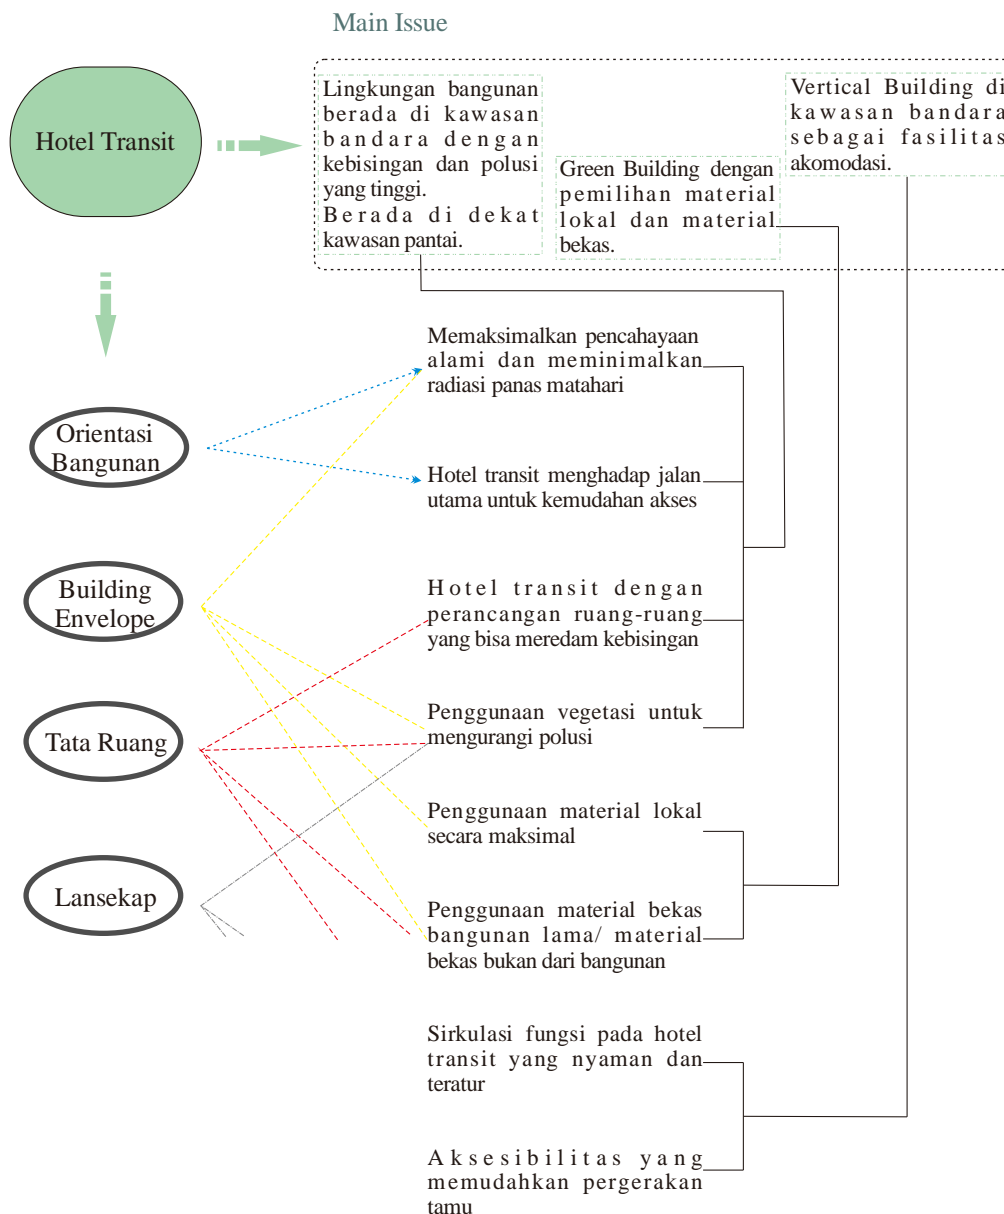 Main Issue
Hotel Transit
Lingkungan bangunan
berada di kawasan
bandara dengan
kebisingan dan polusi
yang tinggi.
Berada di dekat
kawasan pantai.
Green Building dengan
pemilihan material
lokal dan material
bekas.
Vertical Building di
kawasan bandara
sebagai fasilitas
akomodasi.
Orientasi
Bangunan
Building
Envelope
Tata Ruang
Lansekap
Memaksimalkan pencahayaan
alami dan meminimalkan
radiasi panas matahari
Hotel transit menghadap jalan
utama untuk kemudahan akses
Hotel transit dengan
perancangan ruang-ruang
yang bisa meredam kebisingan
Penggunaan vegetasi untuk
mengurangi polusi
Penggunaan material lokal
secara maksimal
Penggunaan material bekas
bangunan lama/ material
bekas bukan dari bangunan
Sirkulasi fungsi pada hotel
transit yang nyaman dan
teratur
Aksesibilitas yang
memudahkan pergerakan
tamu